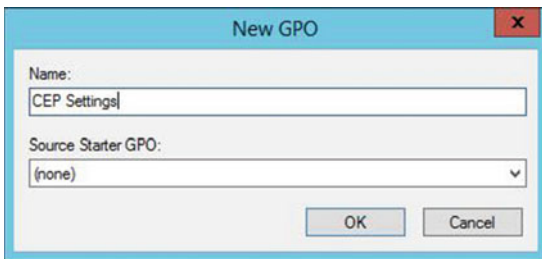 New GPO
x
Name:
CEP Settings
Source Starter GPO:
(none)
OK Cancel